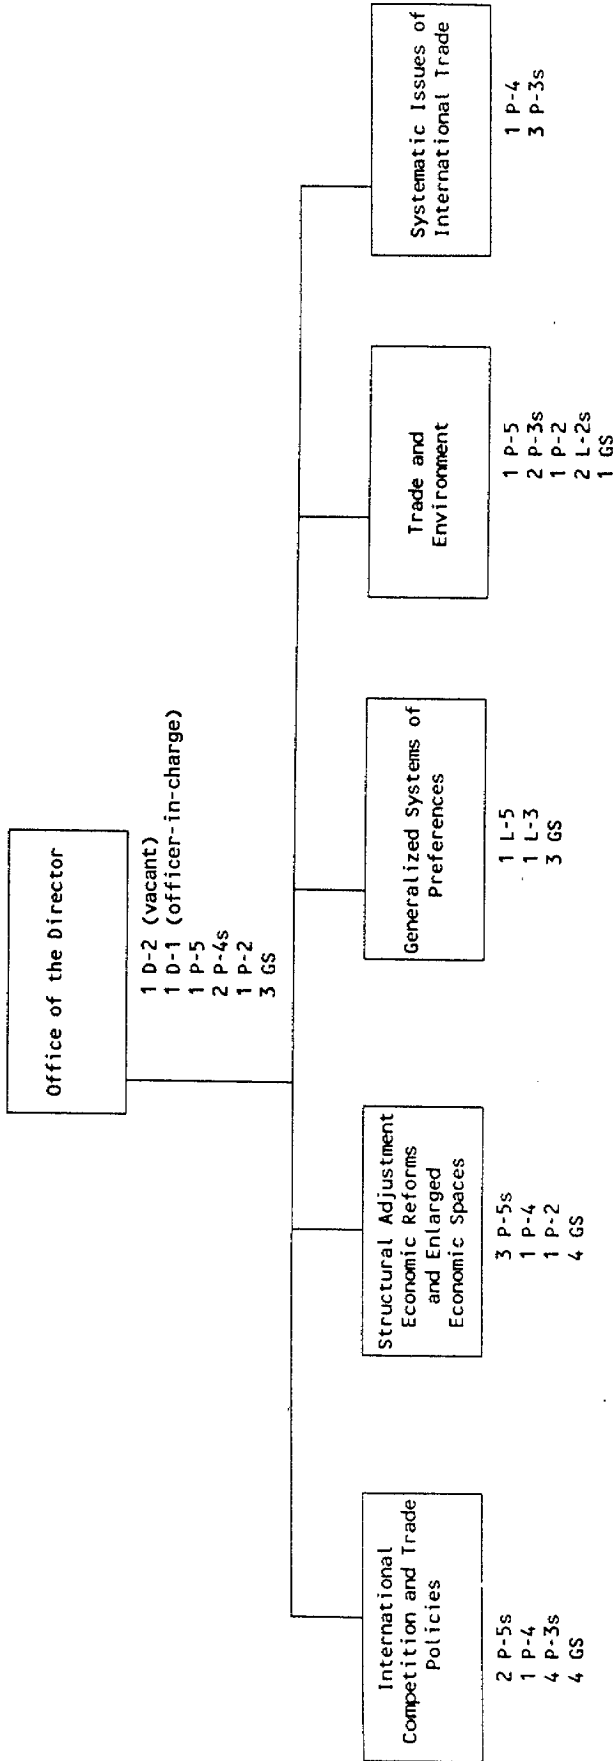 Office of the Director
1 D-2 (vacant)
1 D-1 (officer-in-charge)
1 P-5
2 P-4s
1 P-2
3 GS
International
Competition and Trade
Policies
2 P-5s
1 P-4
4 P-3s
4 GS
Structural Adjustment
Economic Reforms
and Enlarged
Economic Spaces
3 P-5s
1 P-4
1 P-2
4 GS
Generalized Systems of
Preferences
1 L-5
1 L-3
3 GS
Trade and
Environment
1 P-5
2 P-3s
1 P-2
2 L-2s
1 GS
Systematic Issues of
International Trade
1 P-4
3 P-3s